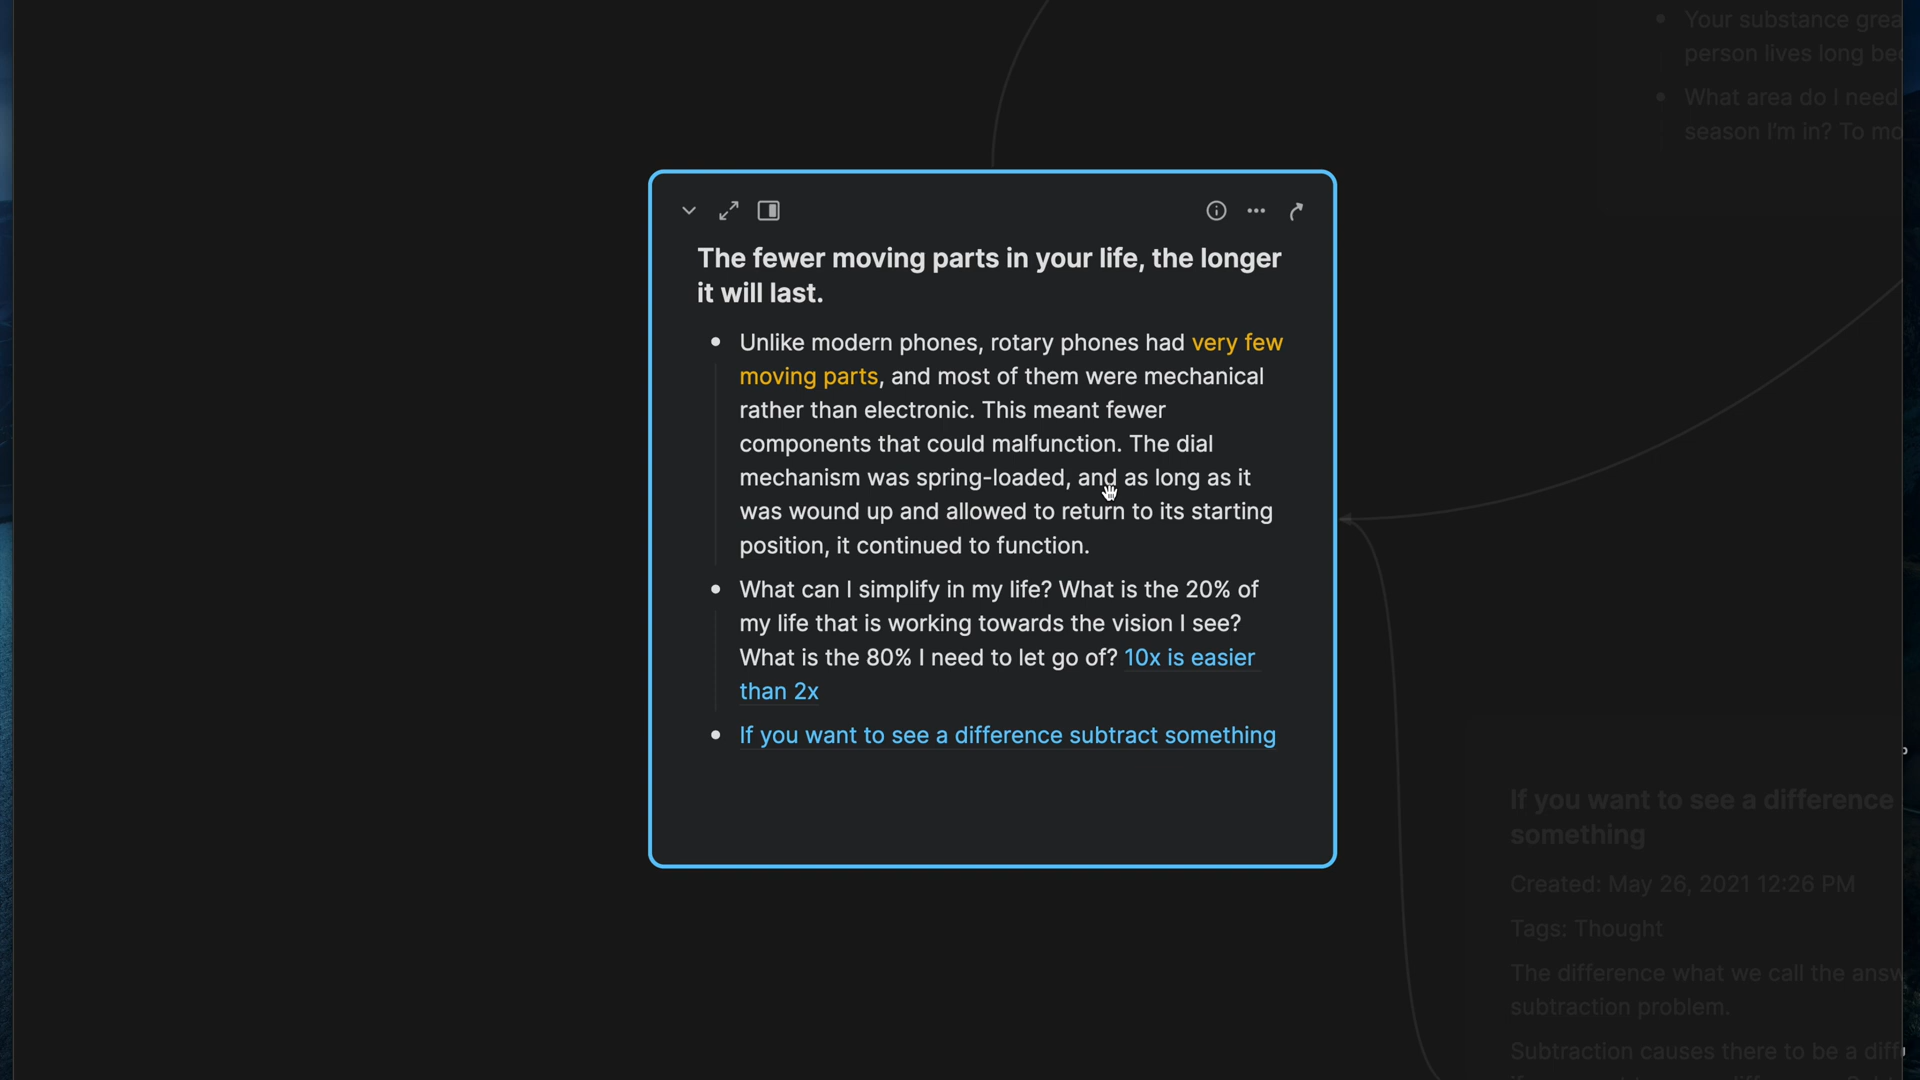 Your substance
person lives long
What area do I need
season I'm in? To
The fewer moving parts in your life, the longer
it will last.
Unlike modern phones, rotary phones had very few
moving parts, and most of them were mechanical
rather than electronic. This meant fewer
components that could malfunction. The dial
mechanism was spring-loaded, and as long as it
was wound up and allowed to return to its starting
position, it continued to function.
What can I simplify in my life? What is the 20% of
my life that is working towards the vision I see?
What is the 80% I need to let go of? 10x is easier
than 2x
If you want to see a difference subtract something
If you want to see a difference
something
Created: May 26, 2021 12:26 PM
Tags: Thought
The difference what we call the
subtraction problem.
Subtraction causes there to be a